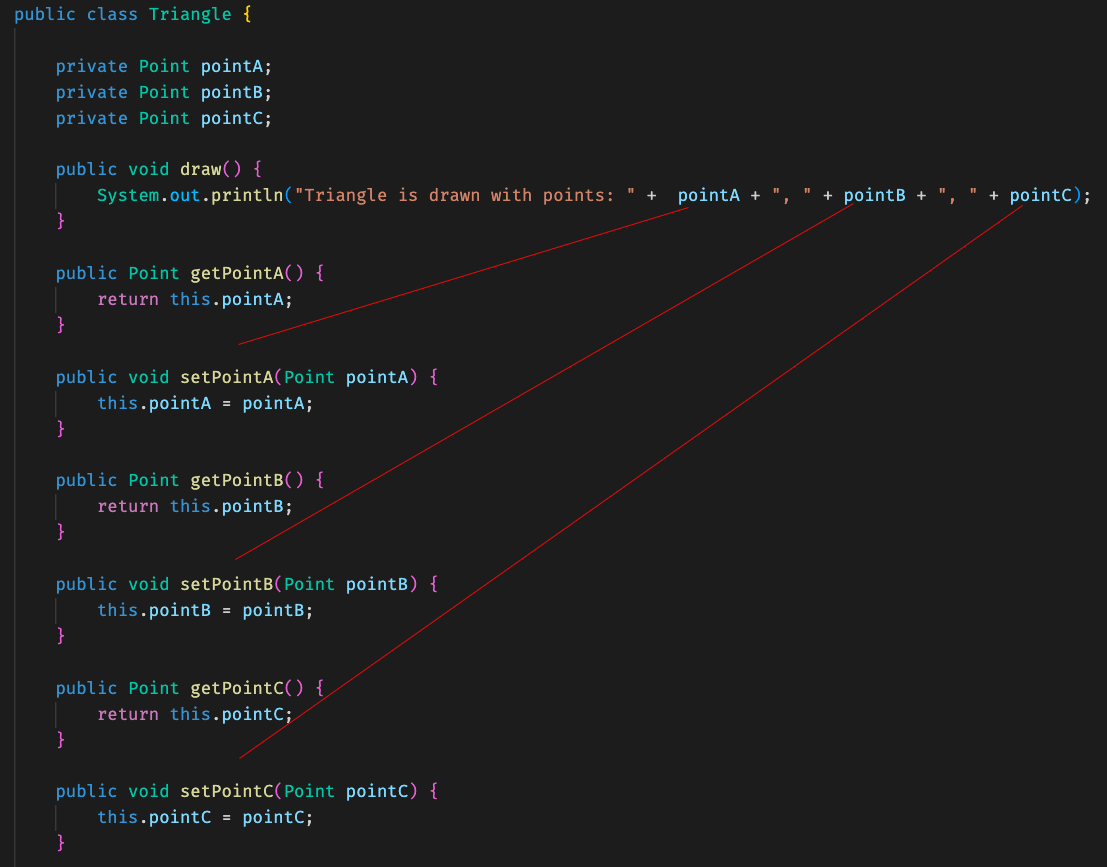 public class Triangle {
private Point pointA;
private Point pointB;
private Point pointC;
public void draw() {
System.out.println("Triangle is drawn with points: " +  pointA + ", " + pointB + ", " + pointC);
}
public Point getPointA() {
return this.pointA;
}
public void setPointA(Point pointA) {
this.pointA = pointA;
}
public Point getPointB() {
return this.pointB;
}
public void setPointB(Point pointB) {
this.pointB = pointB;
}
public Point getPointC() {
return this.pointC;
}
public void setPointC(Point pointC) {
this.pointC = pointC;
}